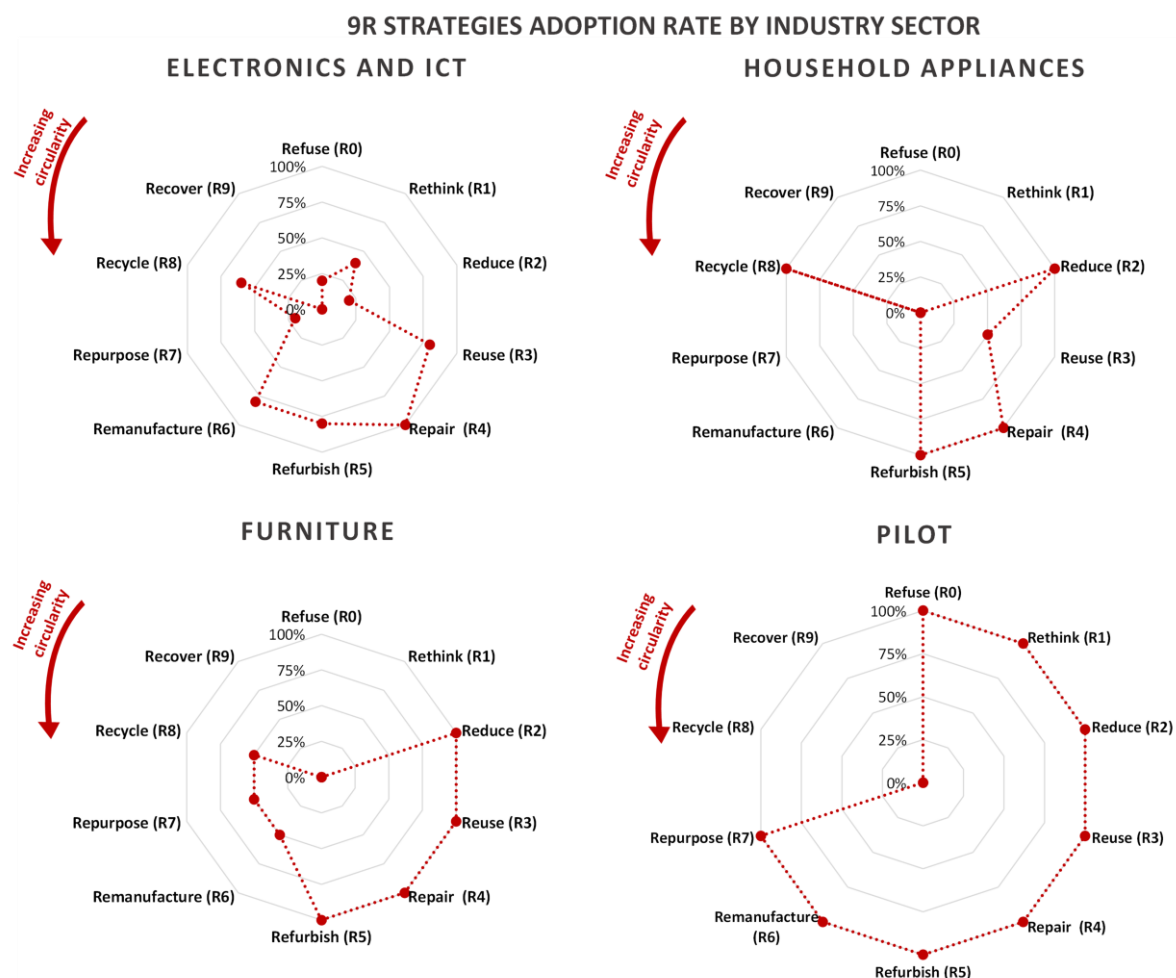 9R STRATEGIES ADOPTION RATE BY INDUSTRY SECTOR
ELECTRONICS AND ICT
Increasing
circularity
Refuse (R0)
Rethink (R1)
Reduce (R2)
Reuse (R3)
Repair (R4)
Refurbish (R5)
Remanufacture (R6)
Repurpose (R7)
Recycle (R8)
Recover (R9)
100%
75%
50%
25%
0%
HOUSEHOLD APPLIANCES
Increasing
circularity
Refuse (R0)
Rethink (R1)
Reduce (R2)
Reuse (R3)
Repair (R4)
Refurbish (R5)
Remanufacture (R6)
Repurpose (R7)
Recycle (R8)
Recover (R9)
100%
75%
50%
25%
0%
FURNITURE
Increasing
circularity
Refuse (R0)
Rethink (R1)
Reduce (R2)
Reuse (R3)
Repair (R4)
Refurbish (R5)
Remanufacture (R6)
Repurpose (R7)
Recycle (R8)
Recover (R9)
100%
75%
50%
25%
0%
PILOT
Increasing
circularity
Refuse (R0)
Rethink (R1)
Reduce (R2)
Reuse (R3)
Repair (R4)
Refurbish (R5)
Remanufacture
(R6)
Repurpose (R7)
Recycle (R8)
Recover (R9)
100%
75%
50%
25%
0%